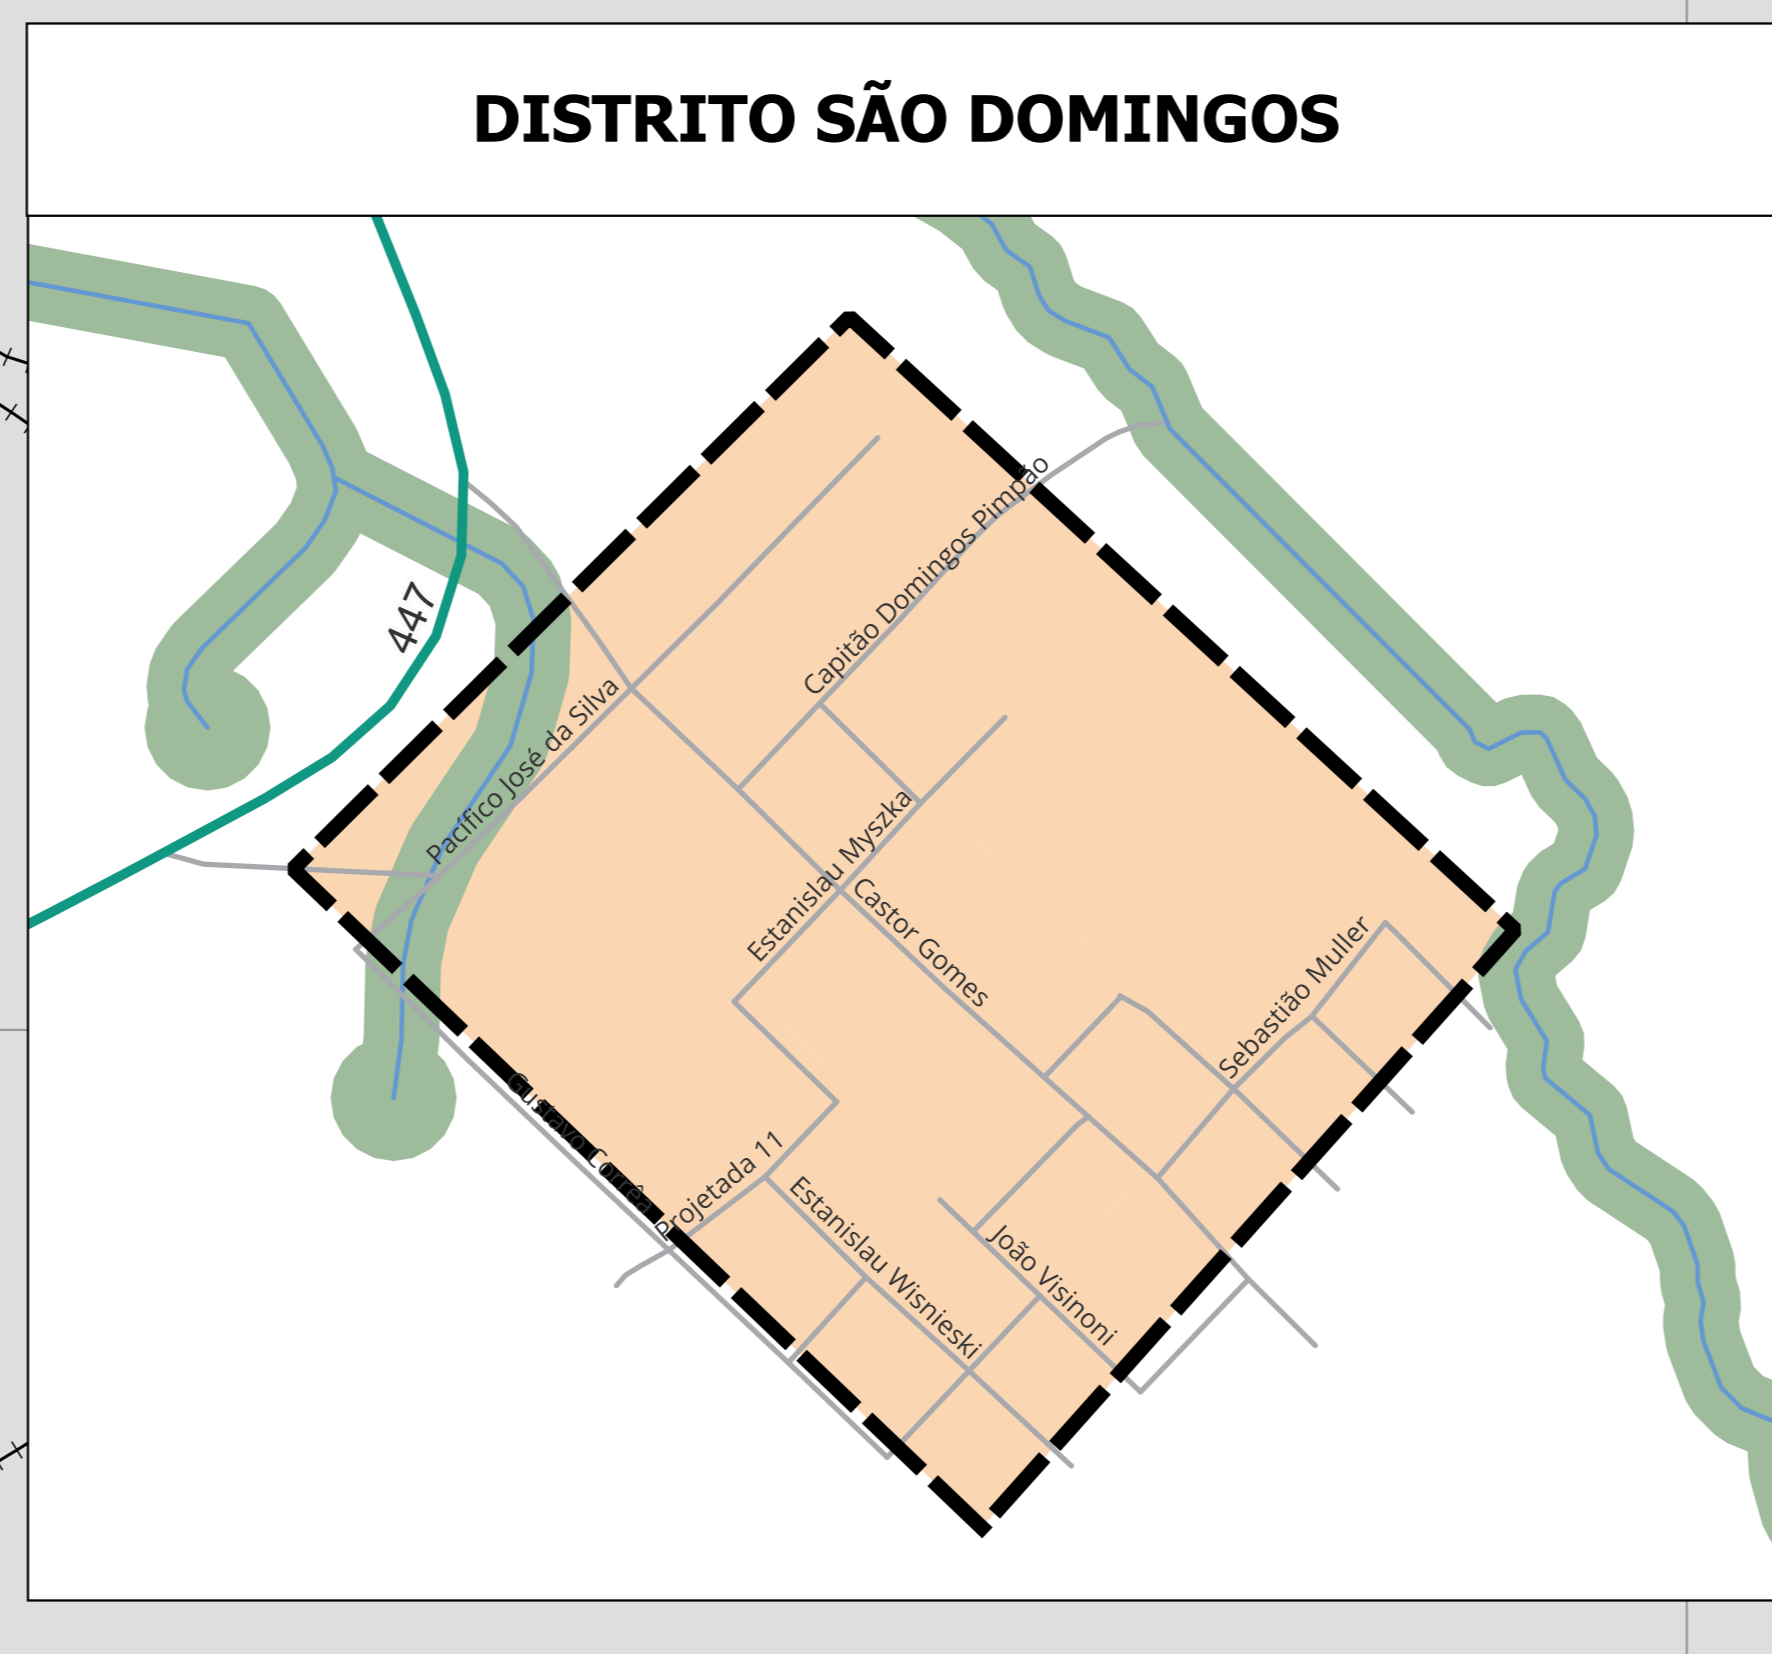 DISTRITO SÃO DOMINGOS
Capitão Domingos Pimpão
447
Pacífico José da Silva
Estanislau Myszka
Castor Gomes
Sebastião Muller
Gustavo Corrêa
Projetada 11
Estanislau Wisnieski
João Visinoni